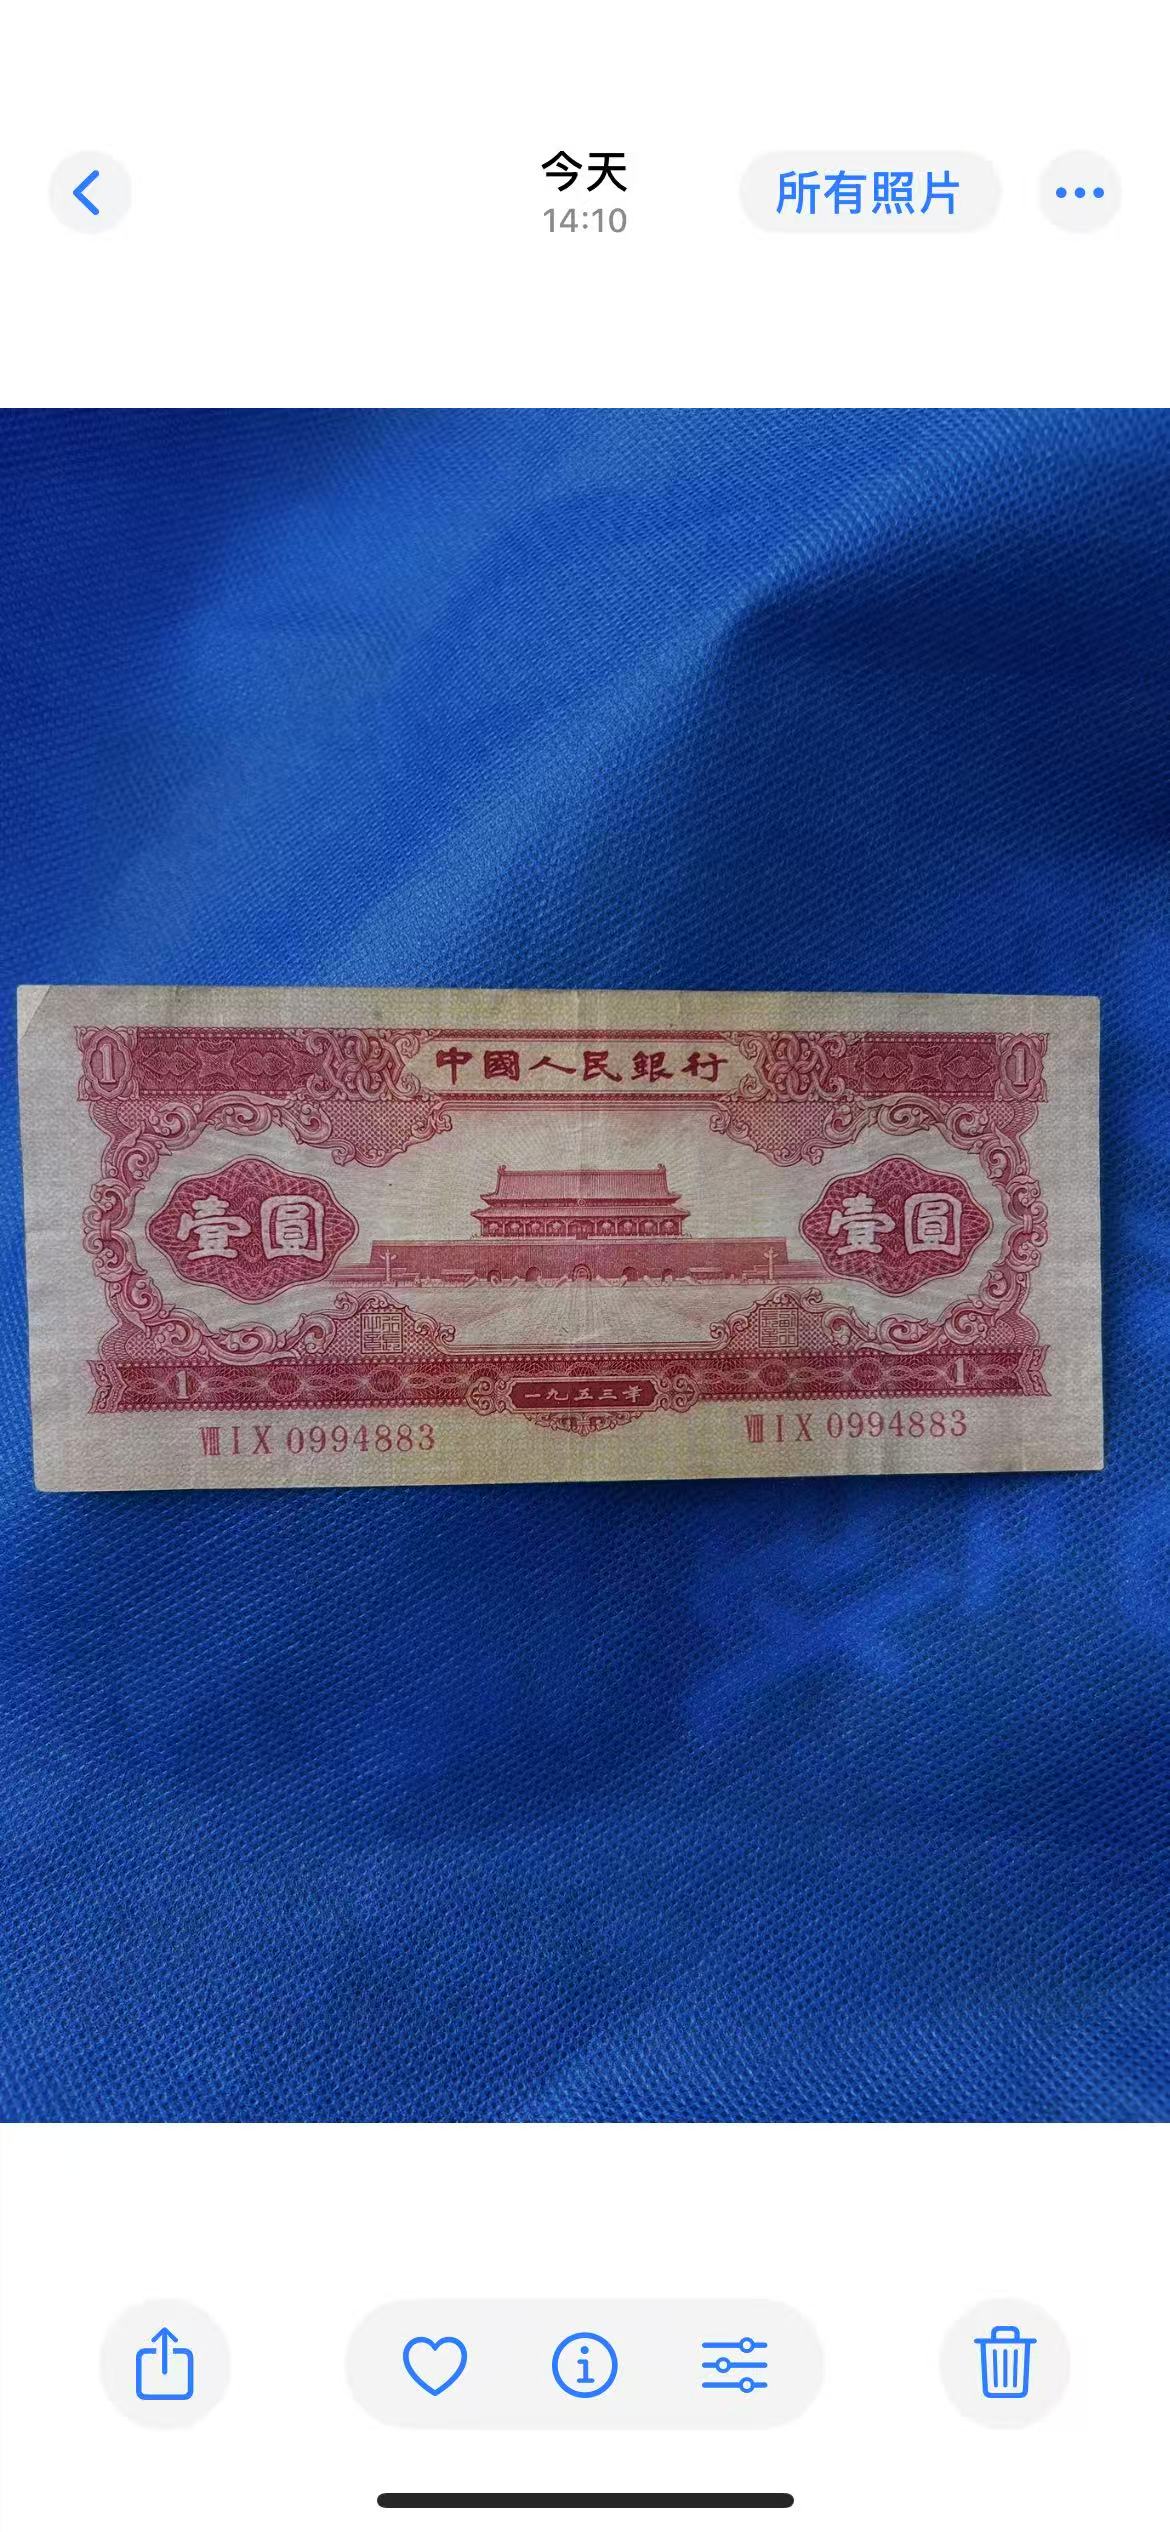 今天
14:10
所有照片
1 中國人民銀行 1
壹圓 壹圓
1 一九五三年 1
VIII I X 0994883 VIII I X 0994883